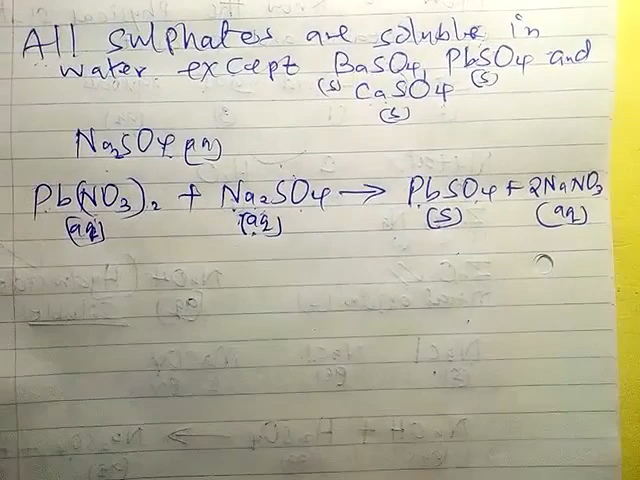 All sulphates are soluble in
water except BaSO4, PbSO4 and
(s) CaSO4 (s)
(s)
Na2SO4 (aq)
Pb(NO3)2 + Na2SO4 → PbSO4 + 2NaNO3
(aq) (aq) (s) (aq)